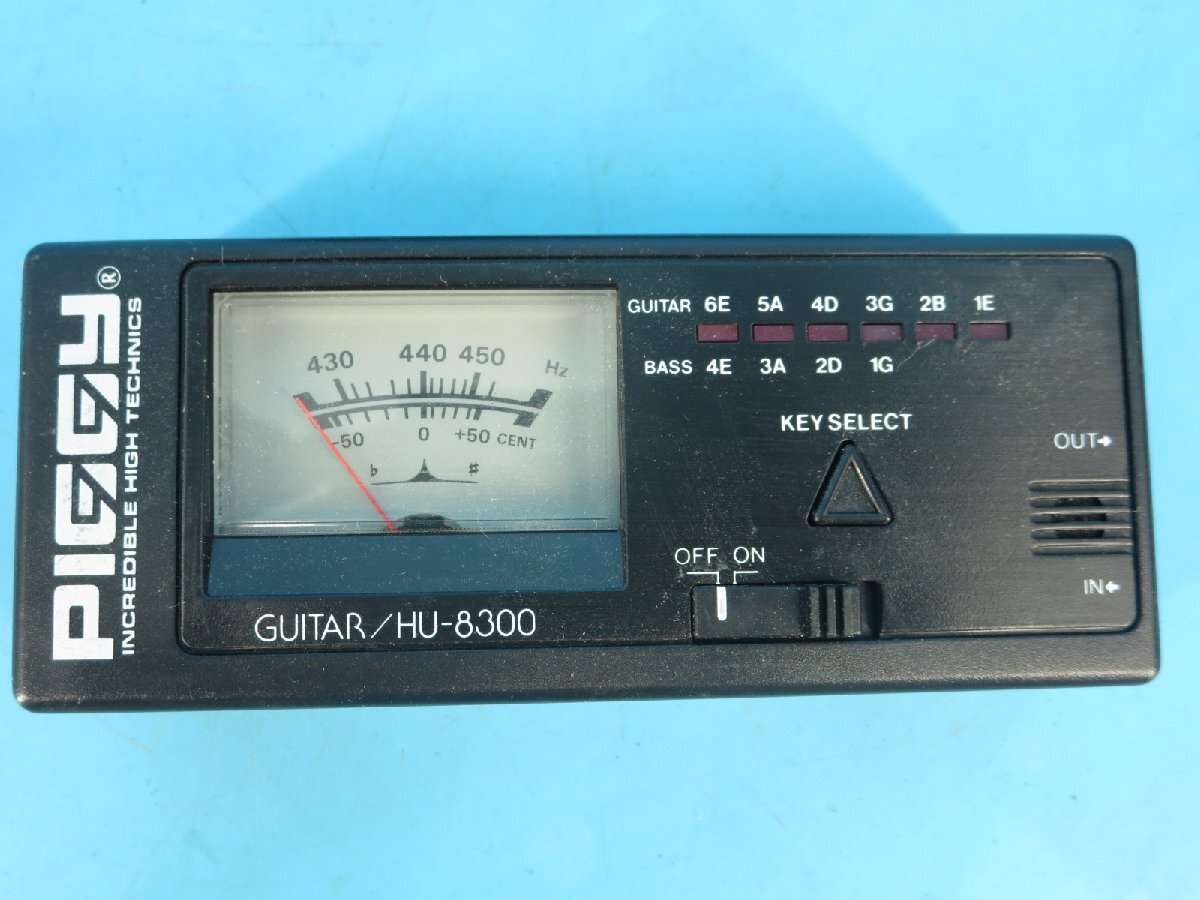 PIGGY®
INCREDIBLE HIGH TECHNICS
430 440 450 Hz
-50 0 +50 CENT
♭ ♯
GUITAR 6E 5A 4D 3G 2B 1E
BASS 4E 3A 2D 1G
KEY SELECT
OUT→
OFF ON
IN←
GUITAR/HU-8300